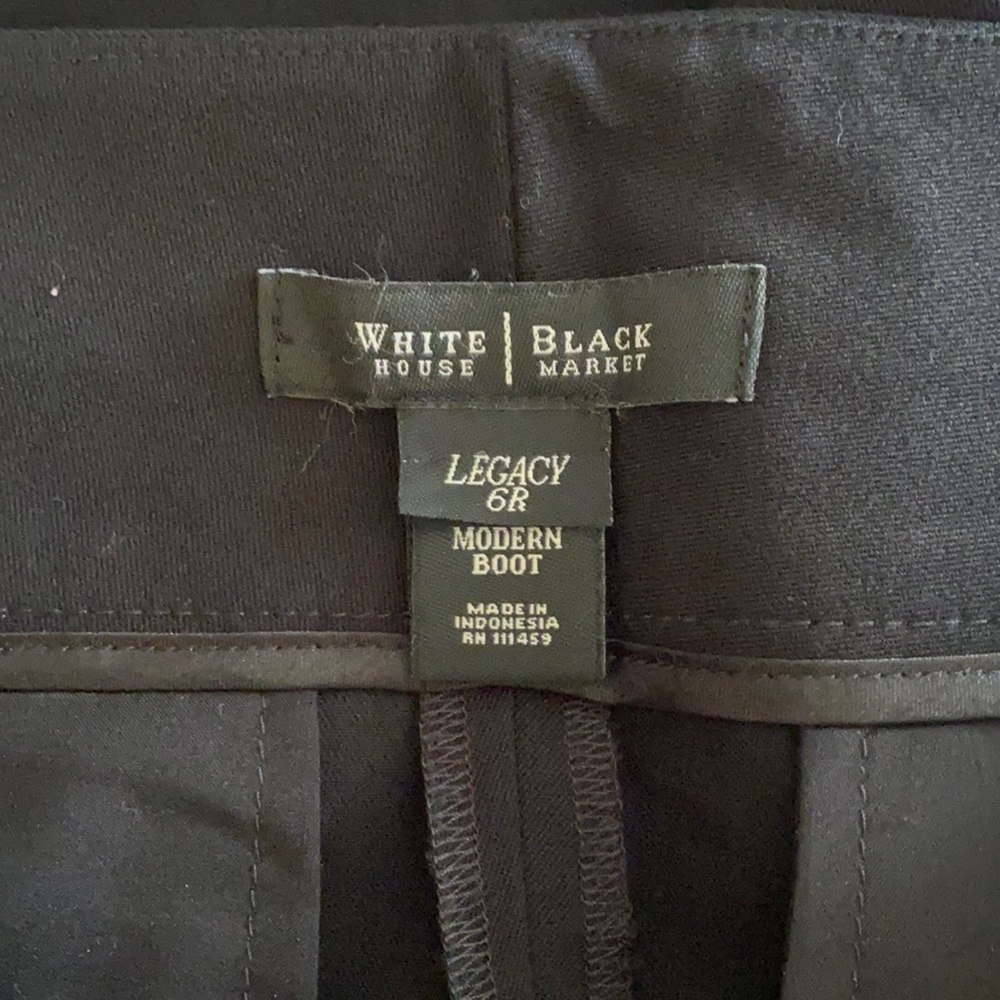 WHITE | BLACK
HOUSE MARKET
LEGACY
6R
MODERN
BOOT
MADE IN
INDONESIA
RN 111459